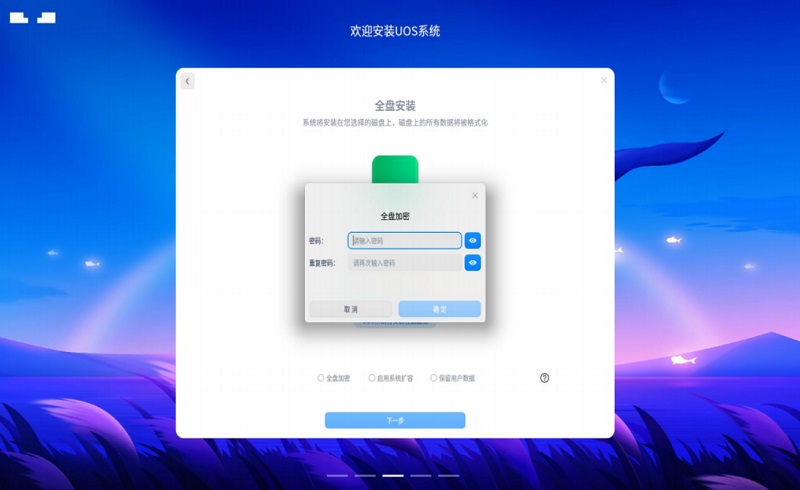 欢迎安装UOS系统
全盘安装
系统将安装在您选择的磁盘上，磁盘上的所有数据将被格式化
全盘加密
密码：
请输入密码
重复密码：
请再次输入密码
取 消
确 定
全盘加密
启用系统扩容
保留用户数据
下一步